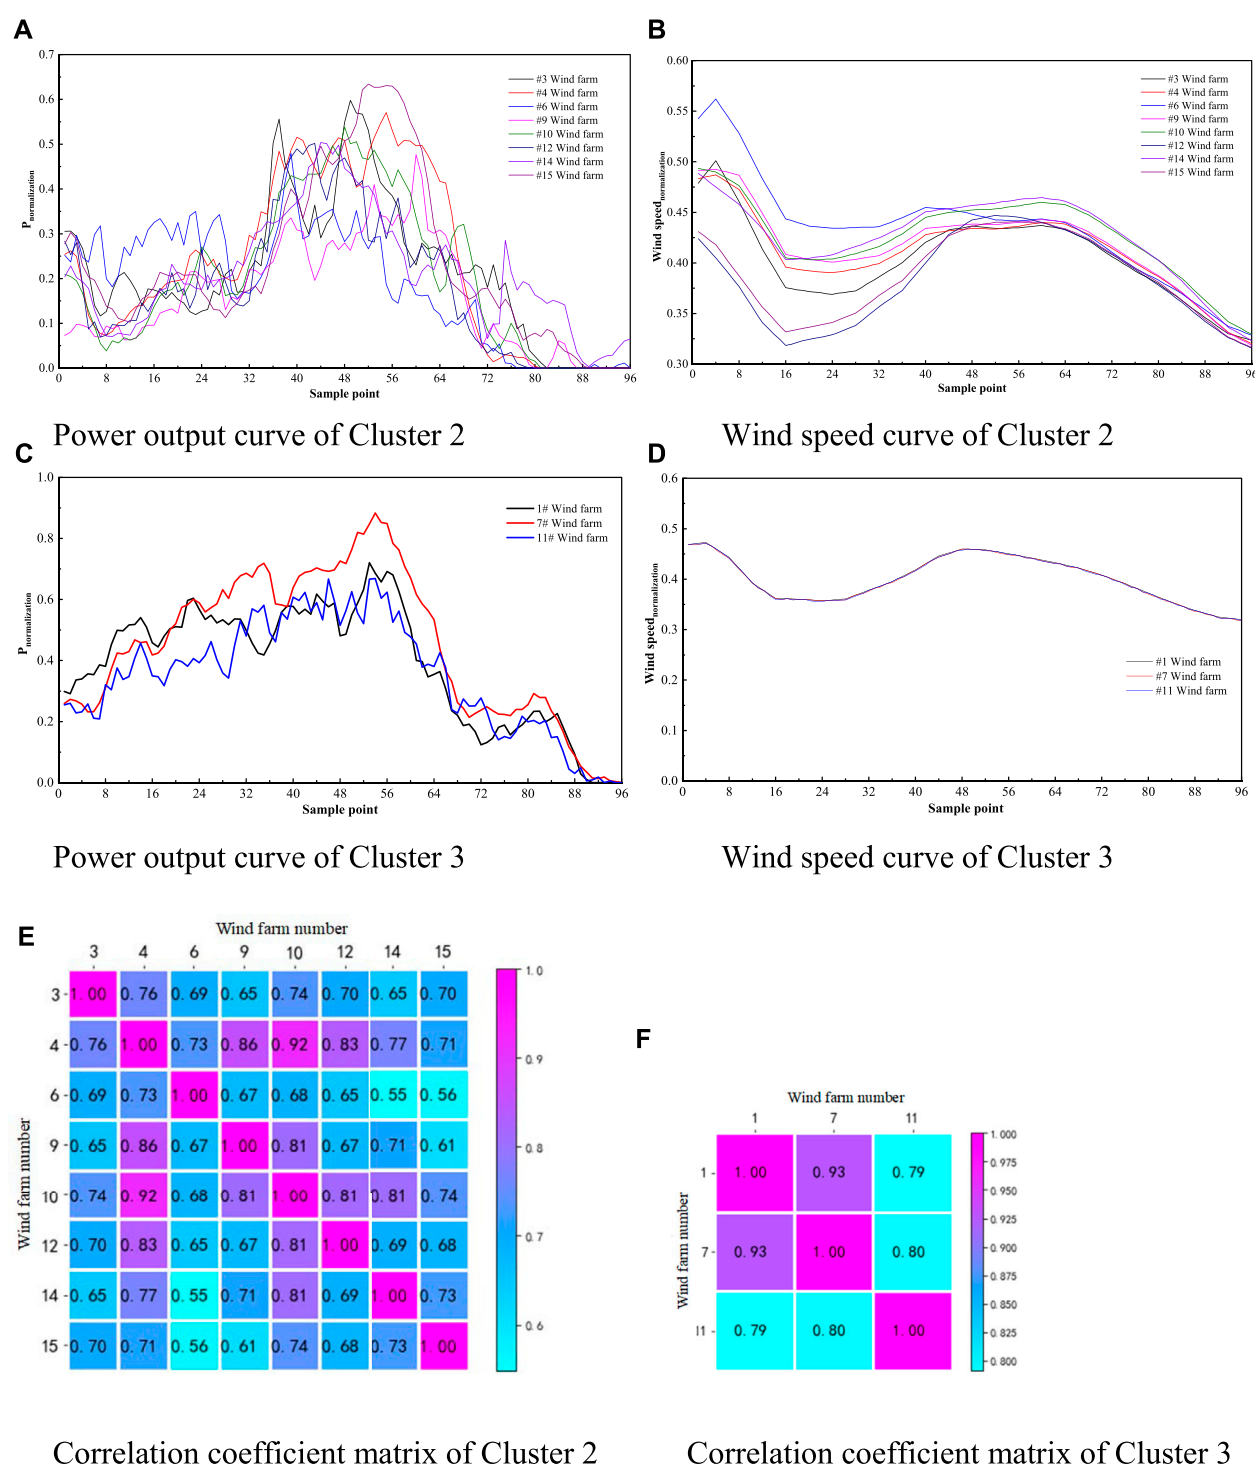 A
0.7
0.6
0.5
0.4
0.3
0.2
0.1
0.0
Pnormalization
#3 Wind farm
#4 Wind farm
#6 Wind farm
#9 Wind farm
#10 Wind farm
#12 Wind farm
#14 Wind farm
#15 Wind farm
0 8 16 24 32 40 48 56 64 72 80 88 96
Sample point
Power output curve of Cluster 2
B
0.60
0.55
0.50
0.45
0.40
0.35
0.30
Wind speednormalization
#3 Wind farm
#4 Wind farm
#6 Wind farm
#9 Wind farm
#10 Wind farm
#12 Wind farm
#14 Wind farm
#15 Wind farm
0 8 16 24 32 40 48 56 64 72 80 88 96
Sample point
Wind speed curve of Cluster 2
C
1.0
0.8
0.6
0.4
0.2
0.0
Pnormalization
1# Wind farm
7# Wind farm
11# Wind farm
0 8 16 24 32 40 48 56 64 72 80 88 96
Sample point
Power output curve of Cluster 3
D
0.6
0.5
0.4
0.3
0.2
0.1
0.0
Wind speednormalization
#1 Wind farm
#7 Wind farm
#11 Wind farm
0 8 16 24 32 40 48 56 64 72 80 88 96
Sample point
Wind speed curve of Cluster 3
E
Wind farm number
3 4 6 9 10 12 14 15
Wind farm number
3 1.00 0.76 0.69 0.65 0.74 0.70 0.65 0.70
4 0.76 1.00 0.73 0.86 0.92 0.83 0.77 0.71
6 0.69 0.73 1.00 0.67 0.68 0.65 0.55 0.56
9 0.65 0.86 0.67 1.00 0.81 0.67 0.71 0.61
10 0.74 0.92 0.68 0.81 1.00 0.81 0.81 0.74
12 0.70 0.83 0.65 0.67 0.81 1.00 0.69 0.68
14 0.65 0.77 0.55 0.71 0.81 0.69 1.00 0.73
15 0.70 0.71 0.56 0.61 0.74 0.68 0.73 1.00
1.0
0.9
0.8
0.7
0.6
Correlation coefficient matrix of Cluster 2
F
Wind farm number
1 7 11
Wind farm number
1 1.00 0.93 0.79
7 0.93 1.00 0.80
11 0.79 0.80 1.00
1.000
0.975
0.950
0.925
0.900
0.875
0.850
0.825
0.800
Correlation coefficient matrix of Cluster 3